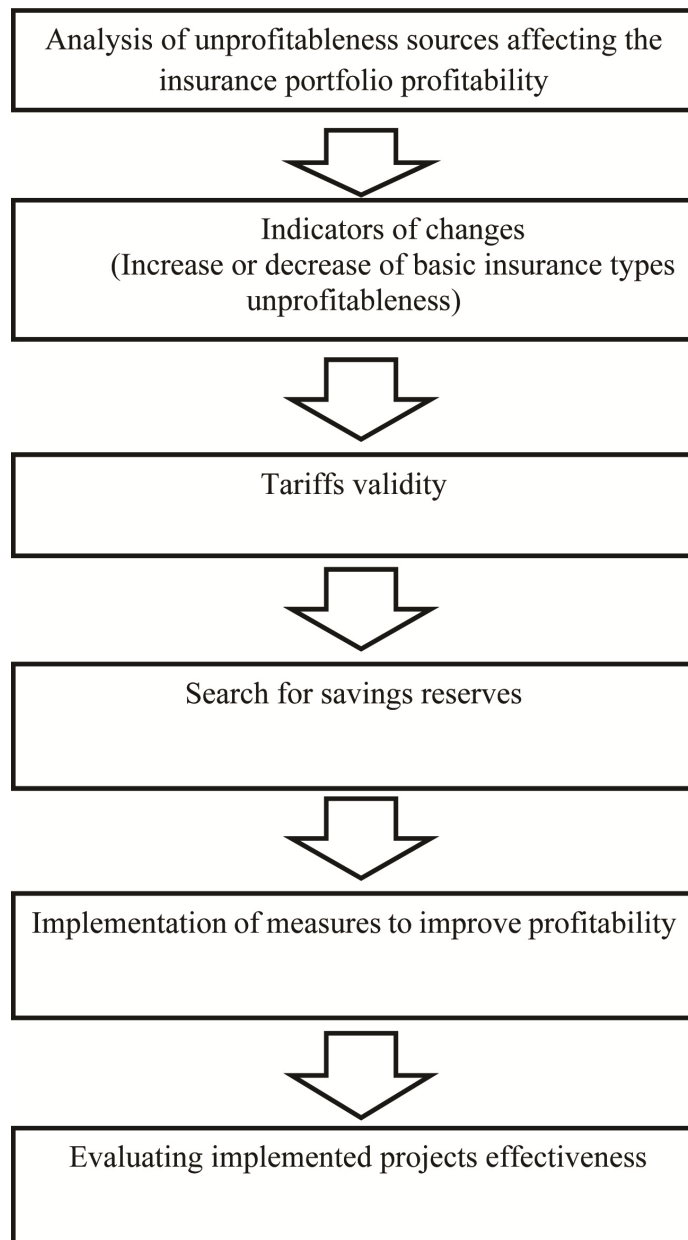 Analysis of unprofitableness sources affecting the
insurance portfolio profitability
Indicators of changes
(Increase or decrease of basic insurance types
unprofitableness)
Tariffs validity
Search for savings reserves
Implementation of measures to improve profitability
Evaluating implemented projects effectiveness